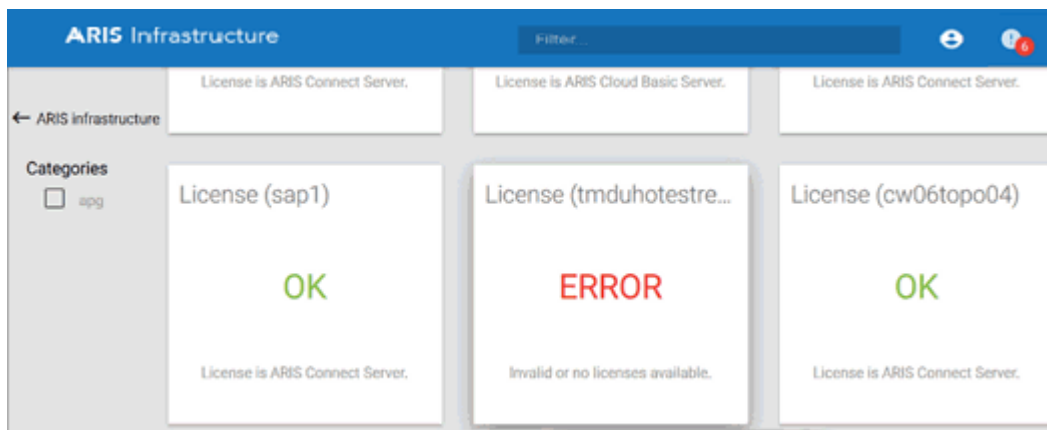 ARIS Infrastructure
Filter...
6
License is ARIS Connect Server.
License is ARIS Cloud Basic Server.
License is ARIS Connect Server.
← ARIS infrastructure
Categories
apg
License (sap1)
OK
License is ARIS Connect Server.
License (tmduhotestre...
ERROR
Invalid or no licenses available.
License (cw06topo04)
OK
License is ARIS Connect Server.